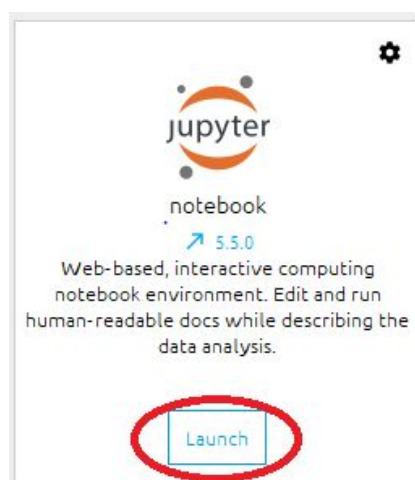 jupyter
notebook
5.5.0
Web-based, interactive computing
notebook environment. Edit and run
human-readable docs while describing the
data analysis.
Launch